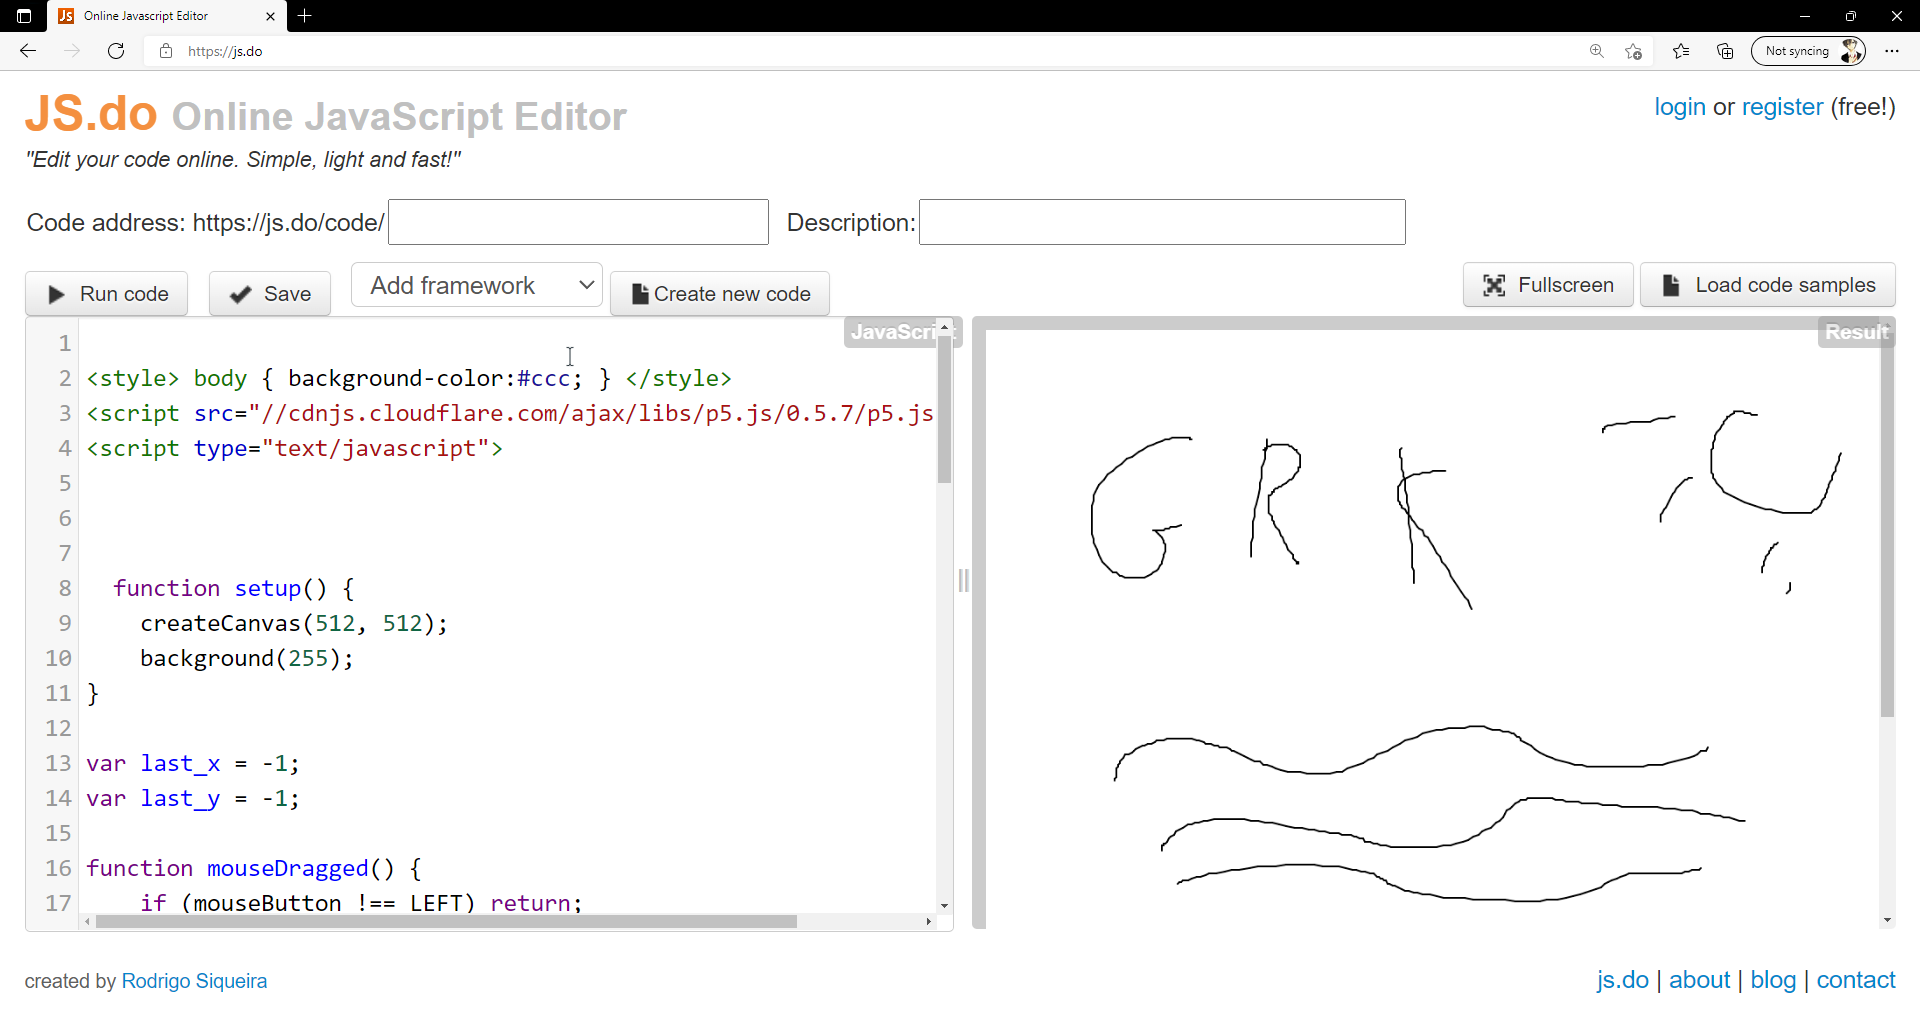 Online Javascript Editor
https://js.do
Not syncing
JS.do Online JavaScript Editor
login or register (free!)
"Edit your code online. Simple, light and fast!"
Code address: https://js.do/code/
Description:
Run code
Save
Add framework
Create new code
Fullscreen
Load code samples
JavaScript
Result
1
2 <style> body { background-color:#ccc; } </style>
3 <script src="//cdnjs.cloudflare.com/ajax/libs/p5.js/0.5.7/p5.js
4 <script type="text/javascript">
5
6
7
8 function setup() {
9 createCanvas(512, 512);
10 background(255);
11 }
12
13 var last_x = -1;
14 var last_y = -1;
15
16 function mouseDragged() {
17 if (mouseButton !== LEFT) return;
G R K
created by Rodrigo Siqueira
js.do | about | blog | contact